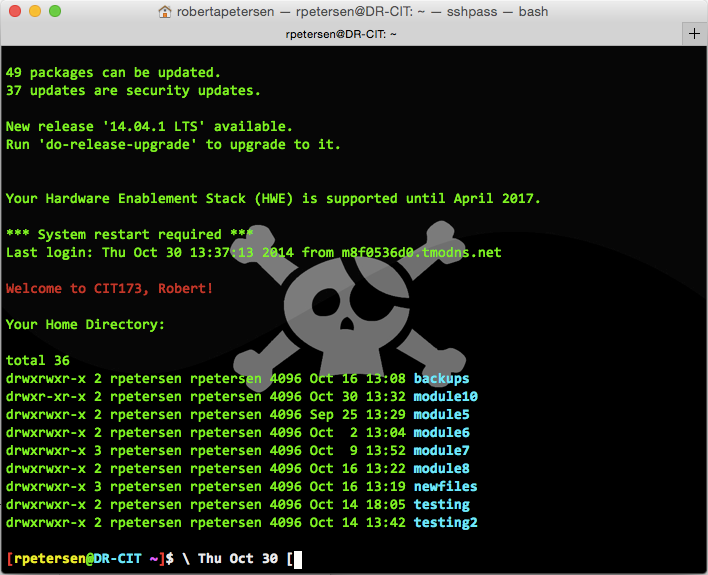 robertapetersen — rpetersen@DR-CIT: ~ — sshpass — bash
rpetersen@DR-CIT: ~
+
49 packages can be updated.
37 updates are security updates.
New release '14.04.1 LTS' available.
Run 'do-release-upgrade' to upgrade to it.
Your Hardware Enablement Stack (HWE) is supported until April 2017.
*** System restart required ***
Last login: Thu Oct 30 13:37:13 2014 from m8f0536d0.tmodns.net
Welcome to CIT173, Robert!
Your Home Directory:
total 36
drwxrwxr-x 2 rpetersen rpetersen 4096 Oct 16 13:08 backups
drwxr-xr-x 2 rpetersen rpetersen 4096 Oct 30 13:32 module10
drwxrwxr-x 2 rpetersen rpetersen 4096 Sep 25 13:29 module5
drwxrwxr-x 2 rpetersen rpetersen 4096 Oct  2 13:04 module6
drwxrwxr-x 3 rpetersen rpetersen 4096 Oct  9 13:52 module7
drwxrwxr-x 2 rpetersen rpetersen 4096 Oct 16 13:22 module8
drwxrwxr-x 3 rpetersen rpetersen 4096 Oct 16 13:19 newfiles
drwxrwxr-x 2 rpetersen rpetersen 4096 Oct 14 18:05 testing
drwxrwxr-x 2 rpetersen rpetersen 4096 Oct 14 13:42 testing2
[rpetersen@DR-CIT ~]$ \ Thu Oct 30 [